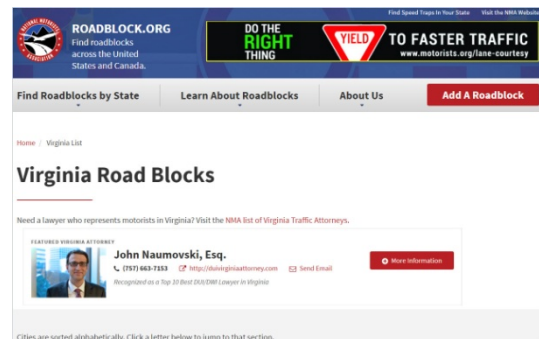 Find Speed Traps In Your State Visit the NMA Website
NATIONAL MOTORISTS
ASSOCIATION
ROADBLOCK.ORG
Find roadblocks
across the United
States and Canada.
DO THE
RIGHT
THING
YIELD
TO FASTER TRAFFIC
www.motorists.org/lane-courtesy
Find Roadblocks by State Learn About Roadblocks About Us Add A Roadblock
Home / Virginia List
Virginia Road Blocks
Need a lawyer who represents motorists in Virginia? Visit the NMA list of Virginia Traffic Attorneys.
FEATURED VIRGINIA ATTORNEY
John Naumovski, Esq.
(757) 663-7153 http://duivirginiaattorney.com Send Email
Recognized as a Top 10 Best DUI/DWI Lawyer in Virginia
More Information
Cities are sorted alphabetically. Click a letter below to jump to that section.